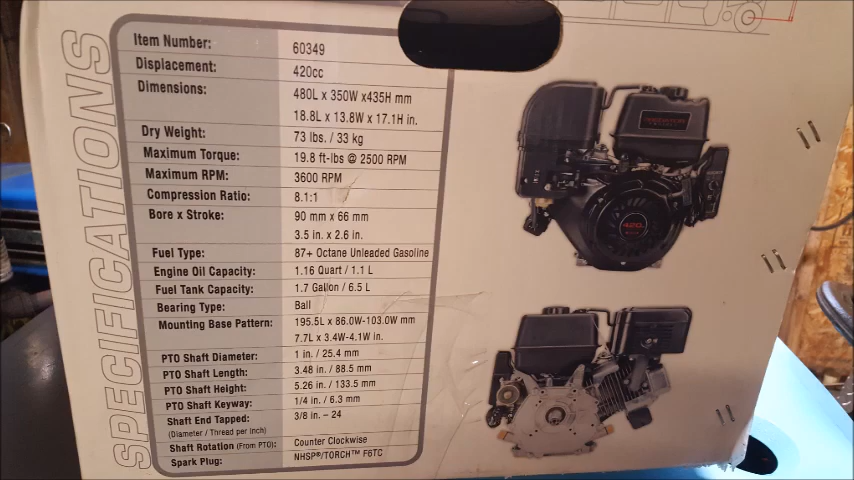 SPECIFICATIONS
Item Number: 60349
Displacement: 420cc
Dimensions: 480L x 350W x435H mm
18.8L x 13.8W x 17.1H in.
Dry Weight: 73 lbs. / 33 kg
Maximum Torque: 19.8 ft-lbs @ 2500 RPM
Maximum RPM: 3600 RPM
Compression Ratio: 8.1:1
Bore x Stroke: 90 mm x 66 mm
3.5 in. x 2.6 in.
Fuel Type: 87+ Octane Unleaded Gasoline
Engine Oil Capacity: 1.16 Quart / 1.1 L
Fuel Tank Capacity: 1.7 Gallon / 6.5 L
Bearing Type: Ball
Mounting Base Pattern: 195.5L x 86.0W-103.0W mm
7.7L x 3.4W-4.1W in.
PTO Shaft Diameter: 1 in. / 25.4 mm
PTO Shaft Length: 3.48 in. / 88.5 mm
PTO Shaft Height: 5.26 in. / 133.5 mm
PTO Shaft Keyway: 1/4 in. / 6.3 mm
Shaft End Tapped: 3/8 in. – 24
(Diameter / Thread per inch)
Shaft Rotation (From PTO): Counter Clockwise
Spark Plug: NHSP®/TORCH™ F6TC
PREDATOR
420